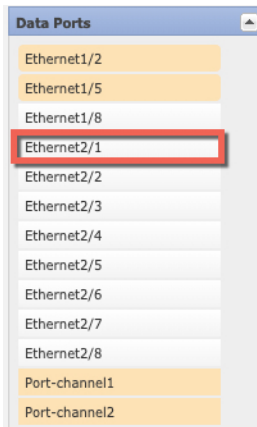 Data Ports
Ethernet1/2
Ethernet1/5
Ethernet1/8
Ethernet2/1
Ethernet2/2
Ethernet2/3
Ethernet2/4
Ethernet2/5
Ethernet2/6
Ethernet2/7
Ethernet2/8
Port-channel1
Port-channel2